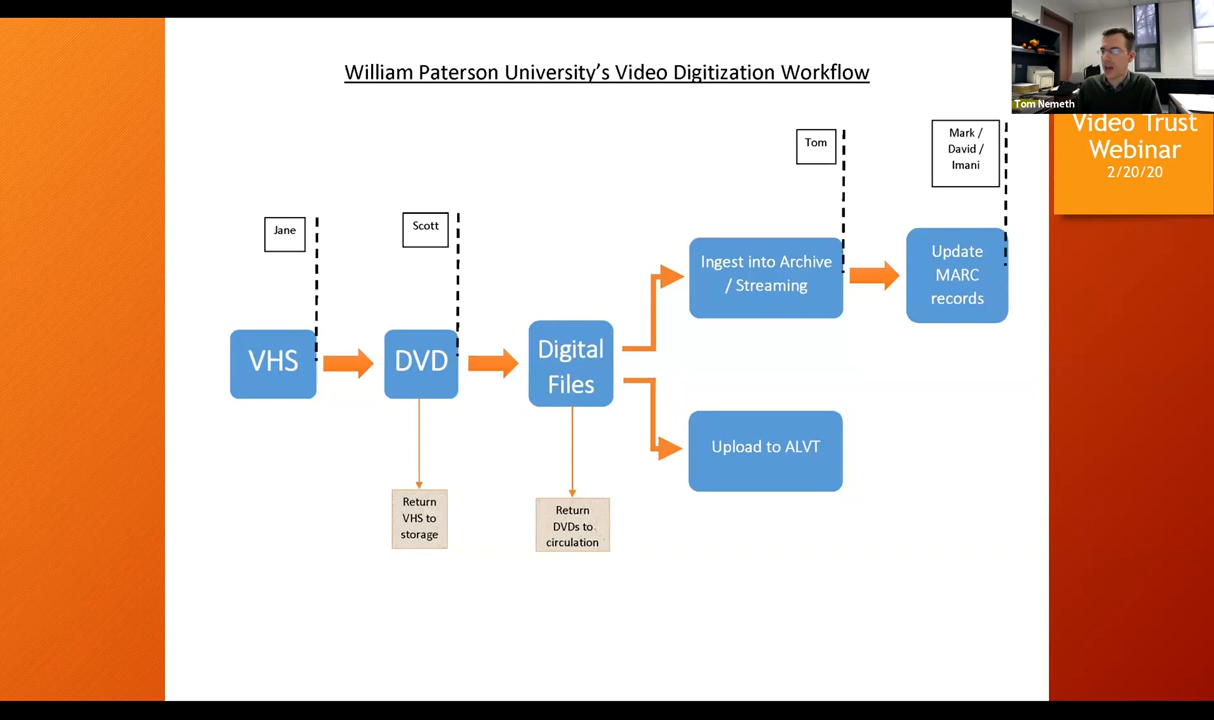 William Paterson University's Video Digitization Workflow
Tom Nemeth
Video Trust
Webinar
2/20/20
Tom
Mark /
David /
Imani
Jane
Scott
Ingest into Archive
/ Streaming
Update
MARC
records
VHS
DVD
Digital
Files
Upload to ALVT
Return
VHS to
storage
Return
DVDs to
circulation